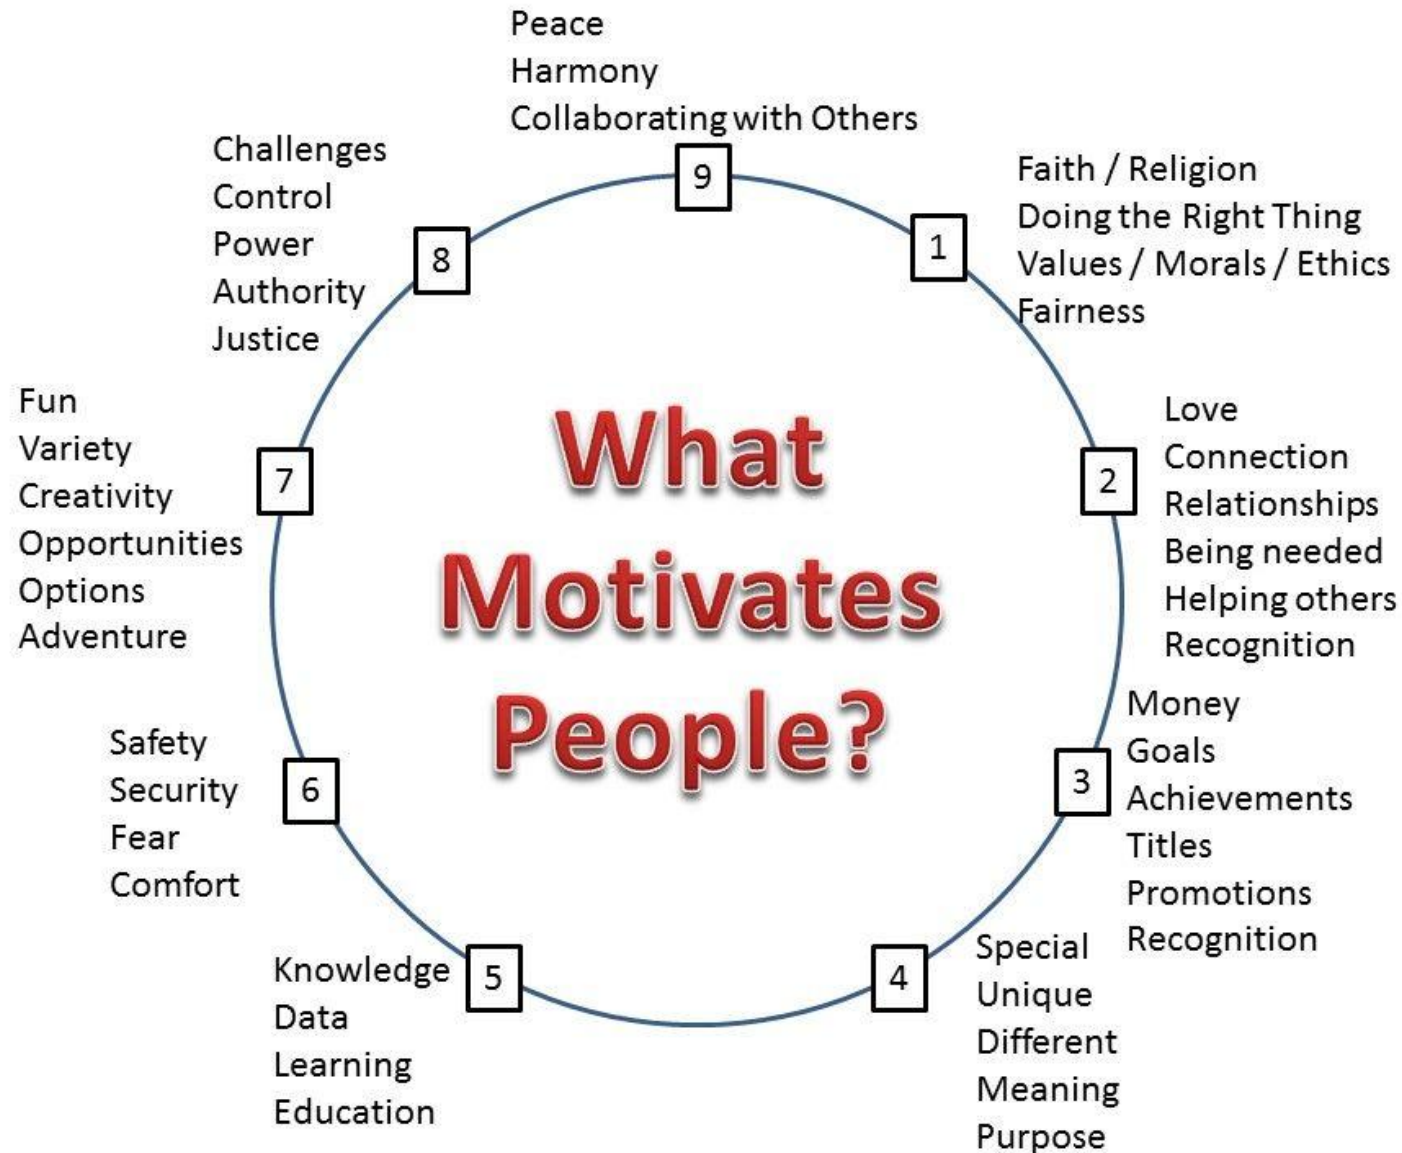 Peace
Harmony
Collaborating with Others
9
Faith / Religion
Doing the Right Thing
Values / Morals / Ethics
Fairness
1
Love
Connection
Relationships
Being needed
Helping others
Recognition
2
Money
Goals
Achievements
Titles
Promotions
Recognition
3
Special
Unique
Different
Meaning
Purpose
4
Knowledge
Data
Learning
Education
5
Safety
Security
Fear
Comfort
6
Fun
Variety
Creativity
Opportunities
Options
Adventure
7
Challenges
Control
Power
Authority
Justice
8
What
Motivates
People?